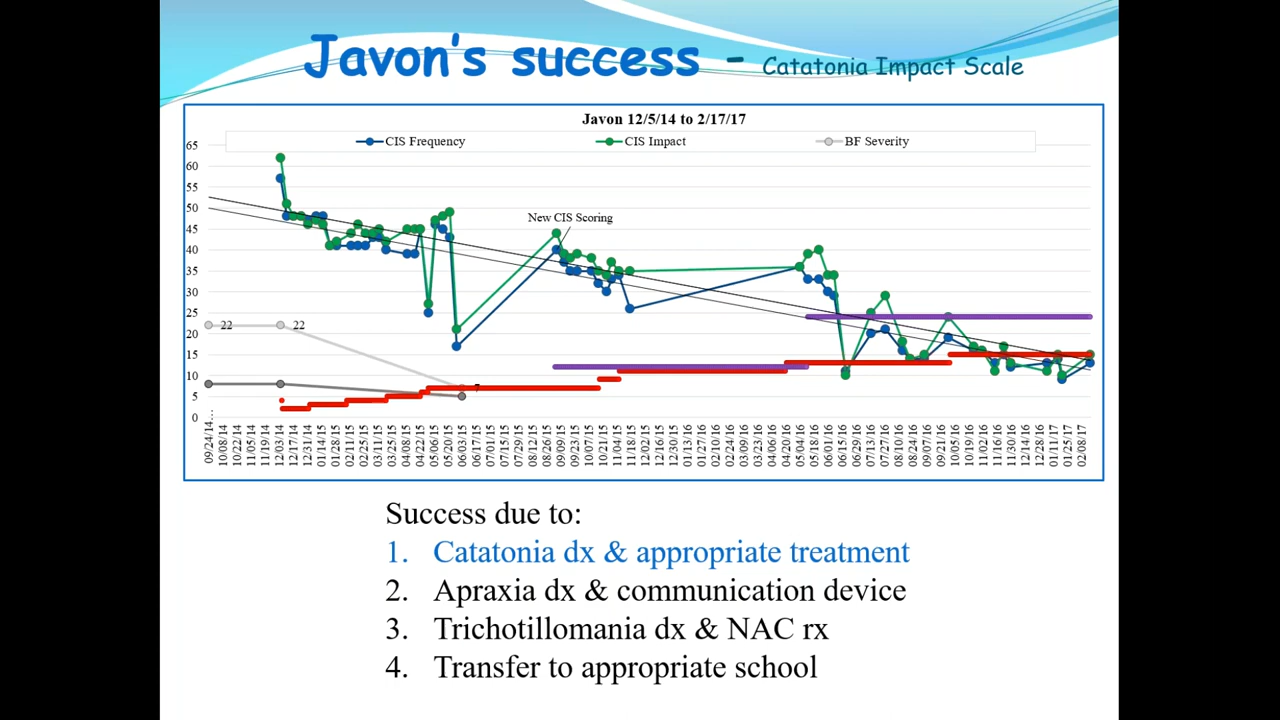 Javon's success - Catatonia Impact Scale
Javon 12/5/14 to 2/17/17
CIS Frequency CIS Impact BF Severity
65
60
55
50
45
40
35
30
25
20
15
10
5
0
New CIS Scoring
22 22
7
09/24/14... 10/08/14 10/22/14 11/05/14 11/19/14 12/03/14 12/17/14 12/31/14 01/14/15 01/28/15 02/11/15 02/25/15 03/11/15 03/25/15 04/08/15 04/22/15 05/06/15 05/20/15 06/03/15 06/17/15 07/01/15 07/15/15 07/29/15 08/12/15 08/26/15 09/09/15 09/23/15 10/07/15 10/21/15 11/04/15 11/18/15 12/02/15 12/16/15 12/30/15 01/13/16 01/27/16 02/10/16 02/24/16 03/09/16 03/23/16 04/06/16 04/20/16 05/04/16 05/18/16 06/01/16 06/15/16 06/29/16 07/13/16 07/27/16 08/10/16 08/24/16 09/07/16 09/21/16 10/05/16 10/19/16 11/02/16 11/16/16 11/30/16 12/14/16 12/28/16 01/11/17 01/25/17 02/08/17
Success due to:
1. Catatonia dx & appropriate treatment
2. Apraxia dx & communication device
3. Trichotillomania dx & NAC rx
4. Transfer to appropriate school